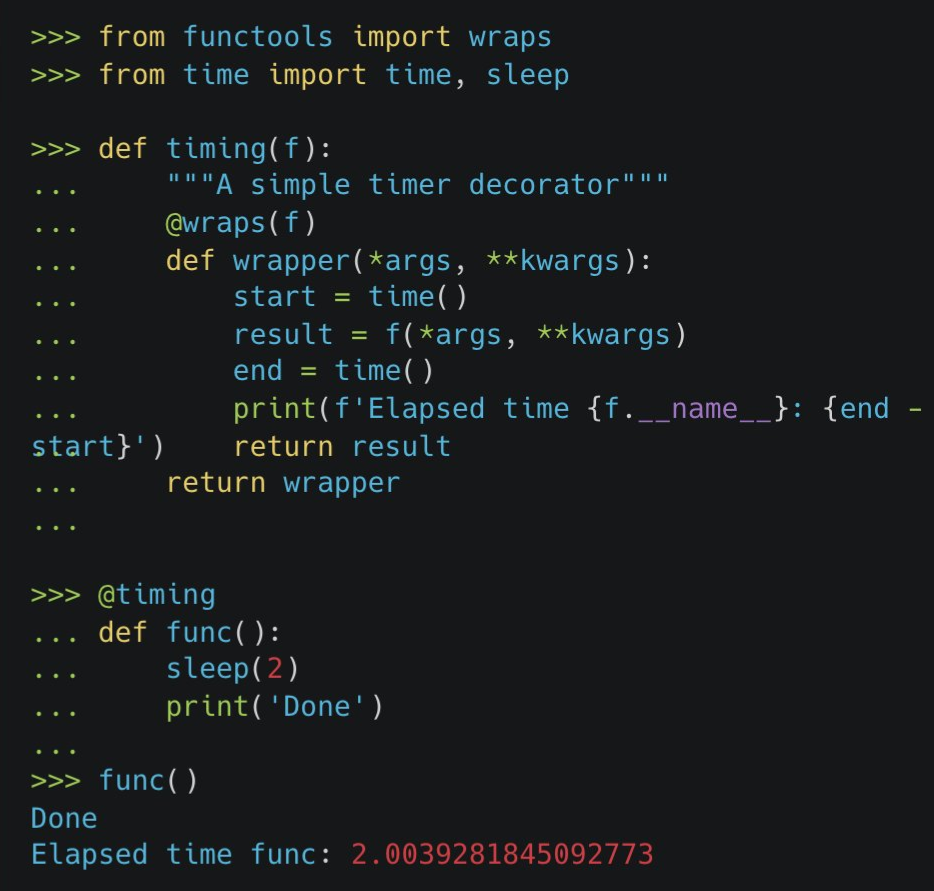 >>> from functools import wraps
>>> from time import time, sleep

>>> def timing(f):
...     """A simple timer decorator"""
...     @wraps(f)
...     def wrapper(*args, **kwargs):
...         start = time()
...         result = f(*args, **kwargs)
...         end = time()
...         print(f'Elapsed time {f.__name__}: {end -
start}')    return result
...     return wrapper
...

>>> @timing
... def func():
...     sleep(2)
...     print('Done')
...
>>> func()
Done
Elapsed time func: 2.0039281845092773